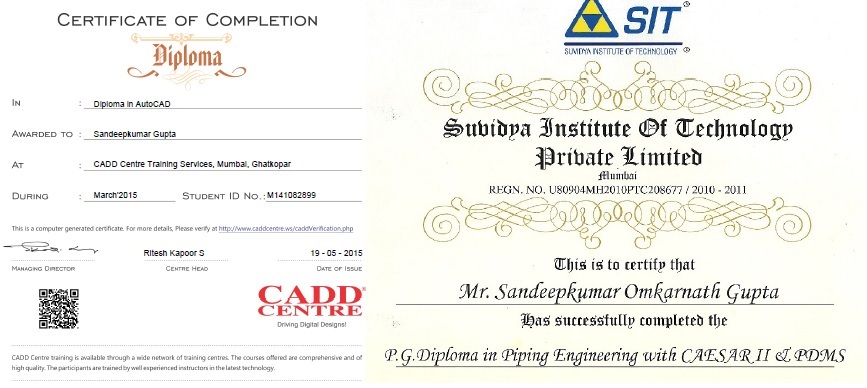 CERTIFICATE OF COMPLETION
Diploma
IN : Diploma in AutoCAD
AWARDED TO : Sandeepkumar Gupta
AT : CADD Centre Training Services, Mumbai, Ghatkopar
DURING : March'2015 STUDENT ID NO.: M141082899
This is a computer generated certificate. For more details, Please verify at http://www.caddcentre.ws/caddVerification.php
Ritesh Kapoor S 19 - 05 - 2015
MANAGING DIRECTOR CENTRE HEAD DATE OF ISSUE
CADD
CENTRE
Driving Digital Designs!
CADD Centre training is available through a wide network of training centres. The courses offered are comprehensive and of
high quality. The participants are trained by well experienced instructors in the latest technology.
SIT ®
SUVIDYA INSTITUTE OF TECHNOLOGY ®
Suvidya Institute Of Technology
Private Limited
Mumbai
REGN. NO. U80904MH2010PTC208677 / 2010 - 2011
This is to certify that
Mr. Sandeepkumar Omkarnath Gupta
Has successfully completed the
P.G.Diploma in Piping Engineering with CAESAR II & PDMS